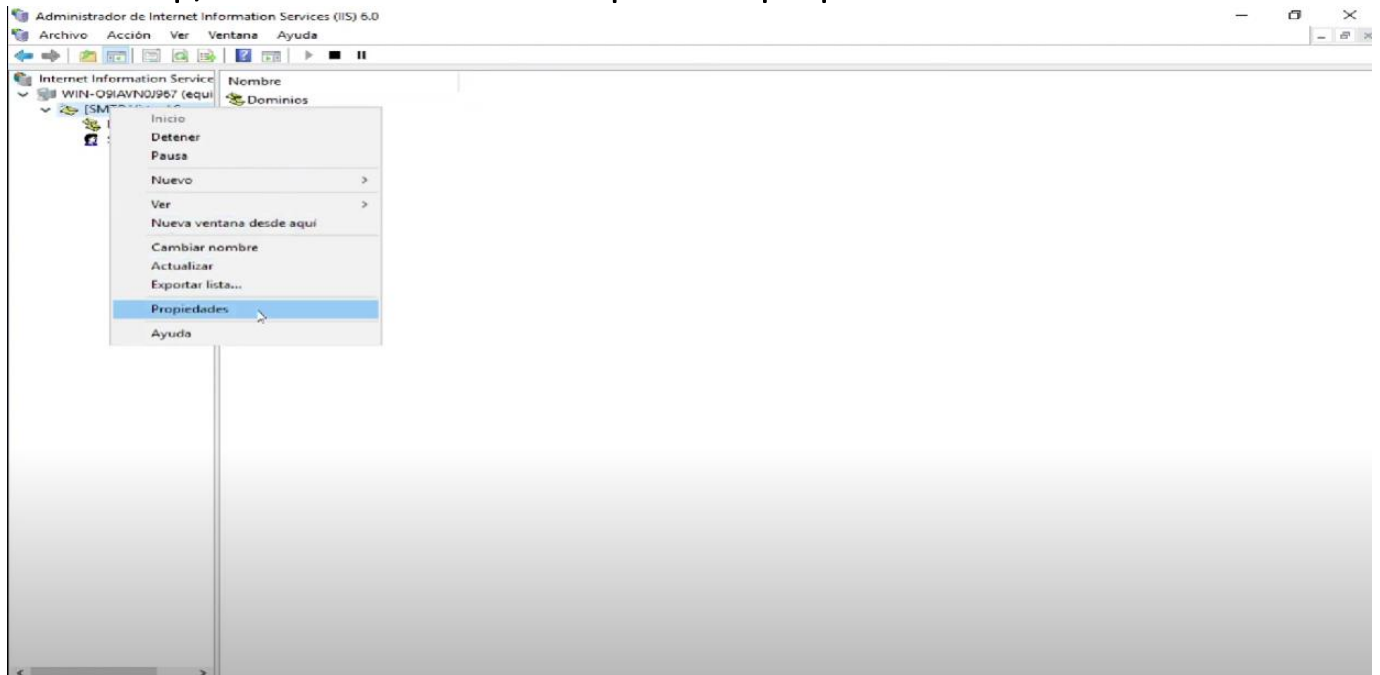 Administrador de Internet Information Services (IIS) 6.0
Archivo Acción Ver Ventana Ayuda
Internet Information Service
WIN-O9IAVN0J967 (equi
[SM
Nombre
Dominios
Inicio
Detener
Pausa
Nuevo
Ver
Nueva ventana desde aquí
Cambiar nombre
Actualizar
Exportar lista...
Propiedades
Ayuda